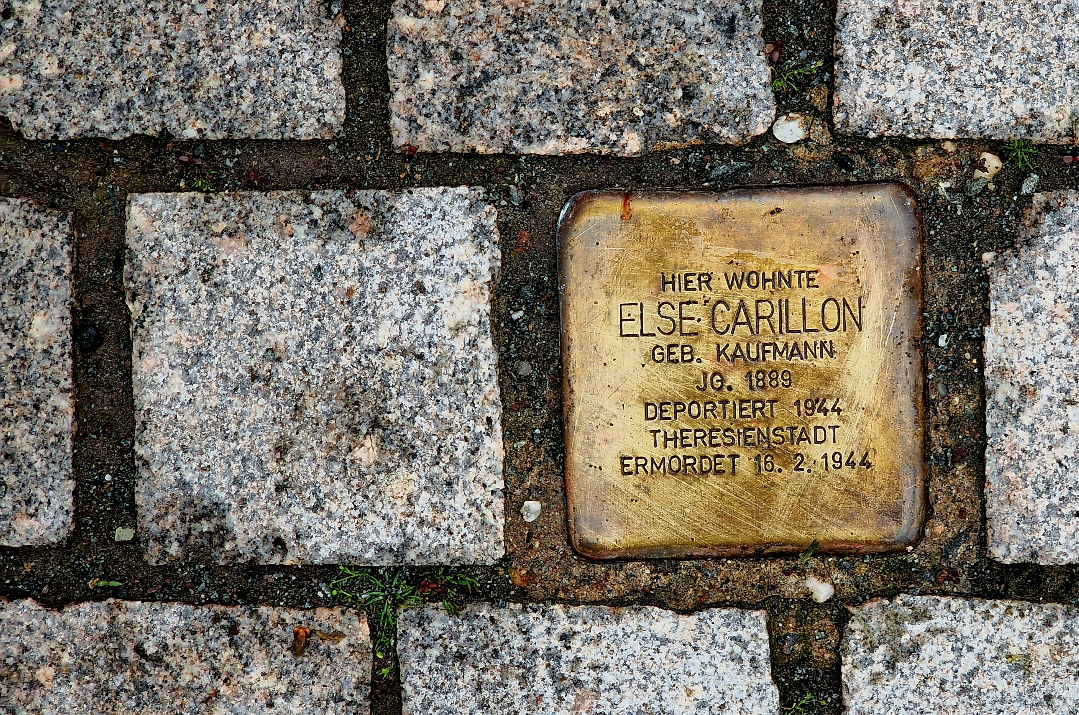 HIER WOHNTE
ELSE CARILLON
GEB. KAUFMANN
JG. 1889
DEPORTIERT 1944
THERESIENSTADT
ERMORDET 16. 2. 1944